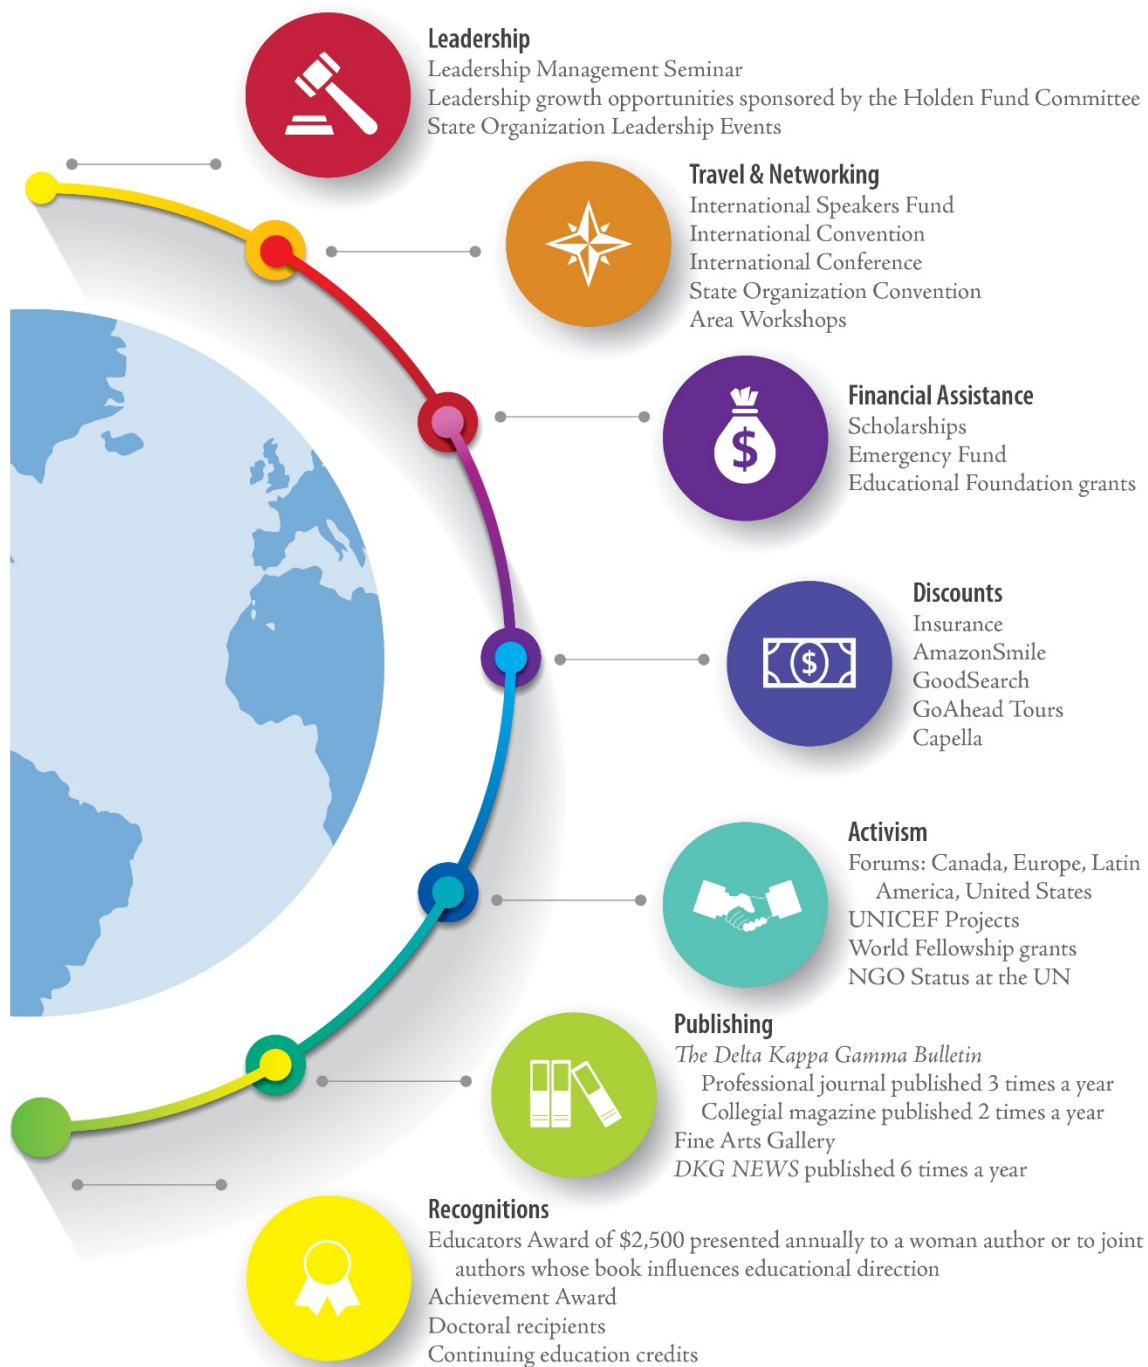 Leadership
Leadership Management Seminar
Leadership growth opportunities sponsored by the Holden Fund Committee
State Organization Leadership Events
Travel & Networking
International Speakers Fund
International Convention
International Conference
State Organization Convention
Area Workshops
Financial Assistance
Scholarships
Emergency Fund
Educational Foundation grants
$
Discounts
Insurance
AmazonSmile
GoodSearch
GoAhead Tours
Capella
$
Activism
Forums: Canada, Europe, Latin
America, United States
UNICEF Projects
World Fellowship grants
NGO Status at the UN
Publishing
The Delta Kappa Gamma Bulletin
Professional journal published 3 times a year
Collegial magazine published 2 times a year
Fine Arts Gallery
DKG NEWS published 6 times a year
Recognitions
Educators Award of $2,500 presented annually to a woman author or to joint
authors whose book influences educational direction
Achievement Award
Doctoral recipients
Continuing education credits